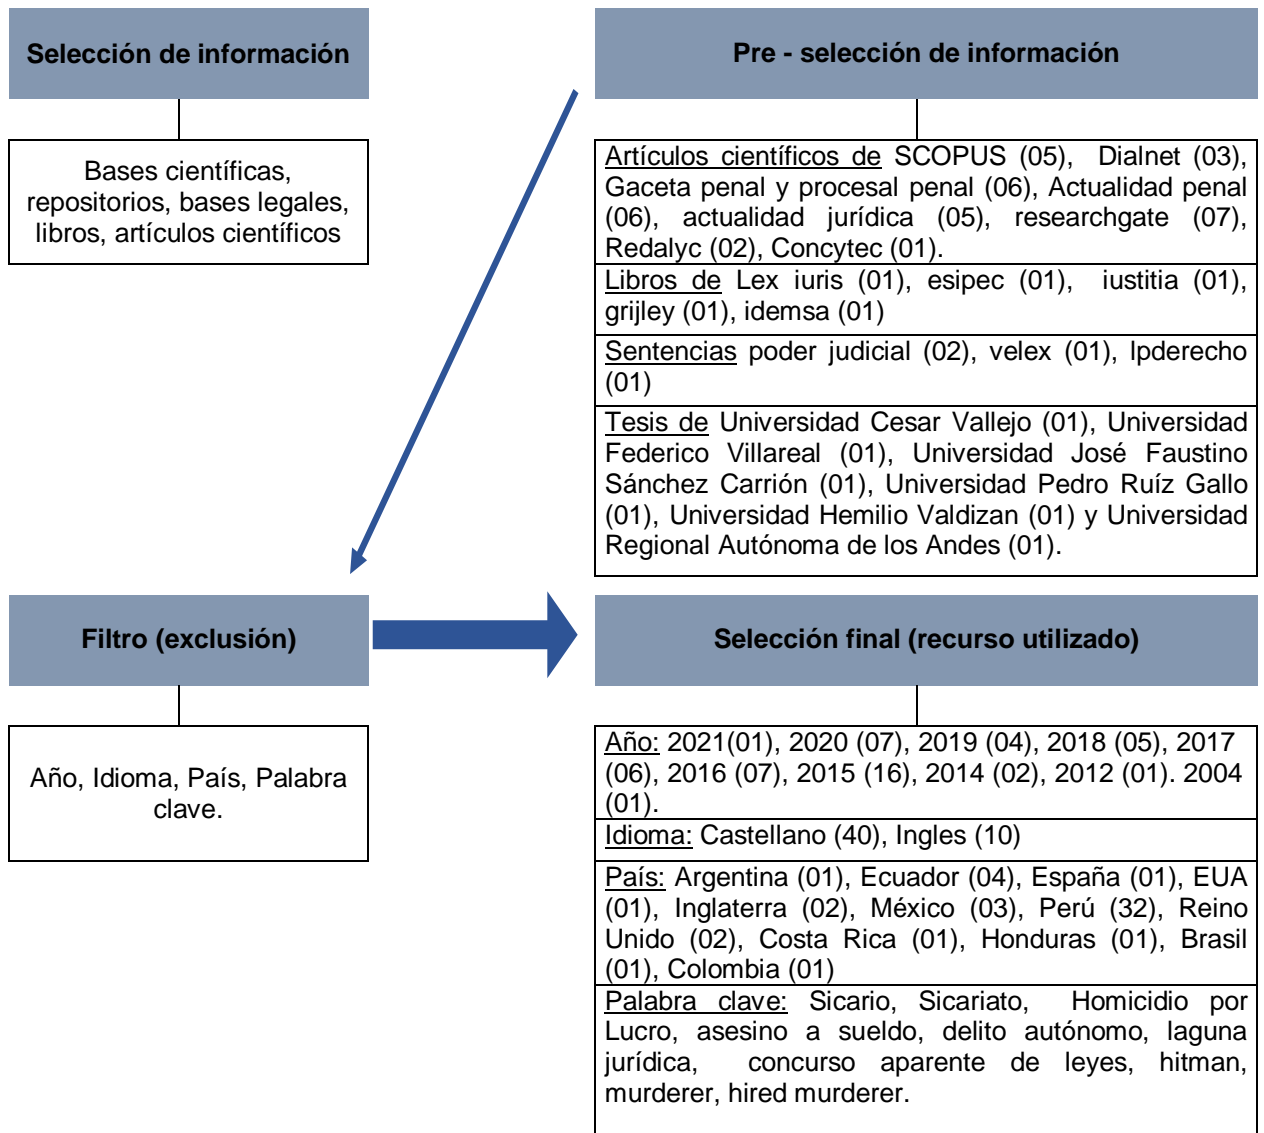 Selección de información
Bases científicas,
repositorios, bases legales,
libros, artículos científicos
Pre - selección de información
Artículos científicos de SCOPUS (05), Dialnet (03),
Gaceta penal y procesal penal (06), Actualidad penal
(06), actualidad jurídica (05), researchgate (07),
Redalyc (02), Concytec (01).
Libros de Lex iuris (01), esipec (01), iustitia (01),
grijley (01), idemsa (01)
Sentencias poder judicial (02), velex (01), lpderecho
(01)
Tesis de Universidad Cesar Vallejo (01), Universidad
Federico Villareal (01), Universidad José Faustino
Sánchez Carrión (01), Universidad Pedro Ruíz Gallo
(01), Universidad Hemilio Valdizan (01) y Universidad
Regional Autónoma de los Andes (01).
Filtro (exclusión)
Año, Idioma, País, Palabra
clave.
Selección final (recurso utilizado)
Año: 2021(01), 2020 (07), 2019 (04), 2018 (05), 2017
(06), 2016 (07), 2015 (16), 2014 (02), 2012 (01). 2004
(01).
Idioma: Castellano (40), Ingles (10)
País: Argentina (01), Ecuador (04), España (01), EUA
(01), Inglaterra (02), México (03), Perú (32), Reino
Unido (02), Costa Rica (01), Honduras (01), Brasil
(01), Colombia (01)
Palabra clave: Sicario, Sicariato, Homicidio por
Lucro, asesino a sueldo, delito autónomo, laguna
jurídica, concurso aparente de leyes, hitman,
murderer, hired murderer.